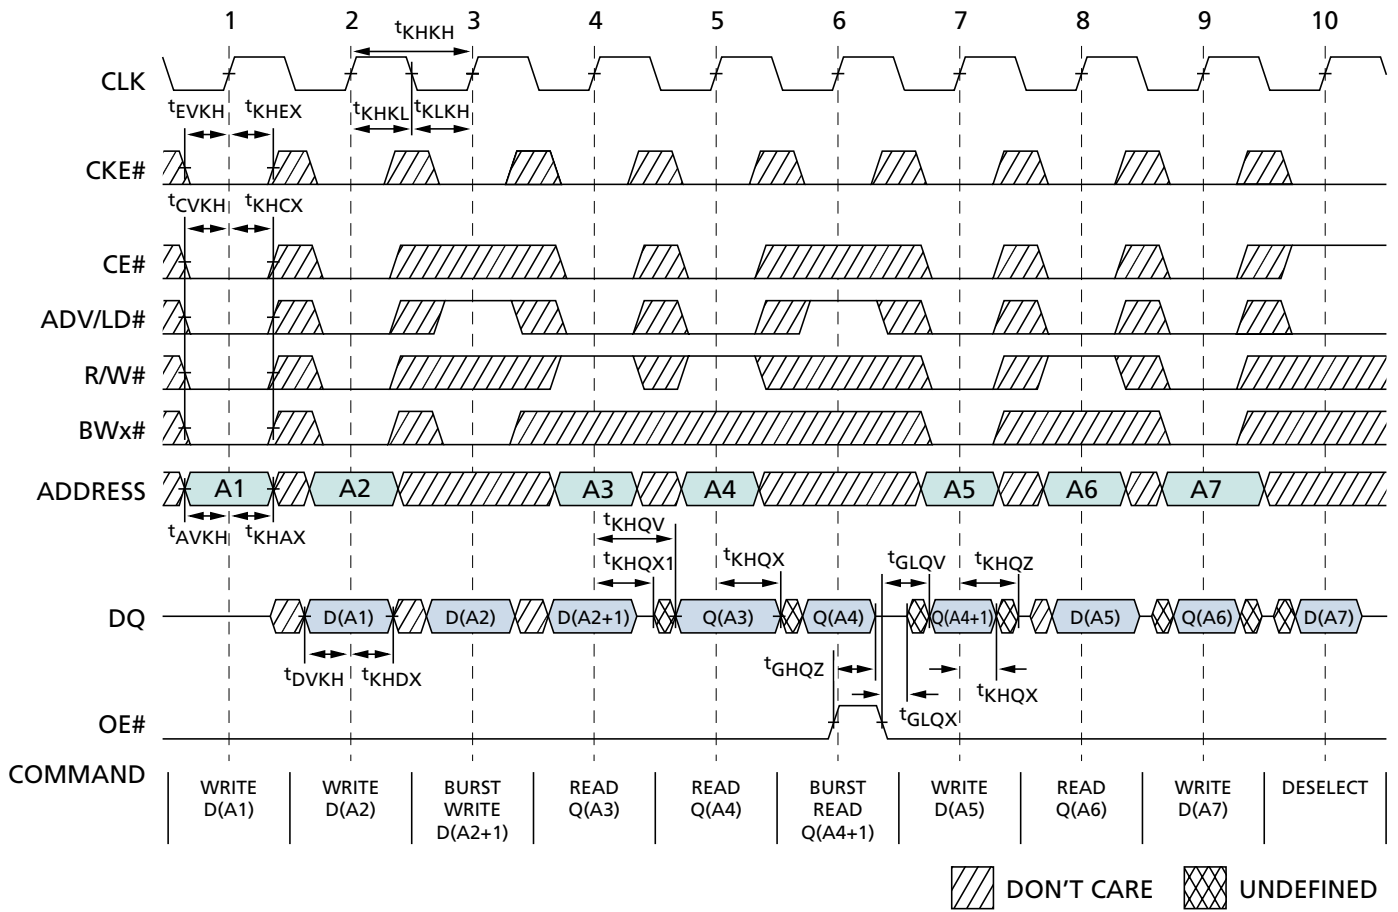 1 2 3 4 5 6 7 8 9 10
tKHKH
CLK
tEVKH tKHEX tKHKL tKLKH
CKE#
tCVKH tKHCX
CE#
ADV/LD#
R/W#
BWx#
ADDRESS A1 A2 A3 A4 A5 A6 A7
tAVKH tKHAX
tKHQV
tKHQX1 tKHQX tGLQV tKHQZ
DQ D(A1) D(A2) D(A2+1) Q(A3) Q(A4) Q(A4+1) D(A5) Q(A6) D(A7)
tDVKH tKHDX tGHQZ tKHQX
tGLQX
OE#
COMMAND
WRITE WRITE BURST READ READ BURST WRITE READ WRITE DESELECT
D(A1) D(A2) WRITE Q(A3) Q(A4) READ D(A5) Q(A6) D(A7)
D(A2+1) Q(A4+1)
DON'T CARE UNDEFINED